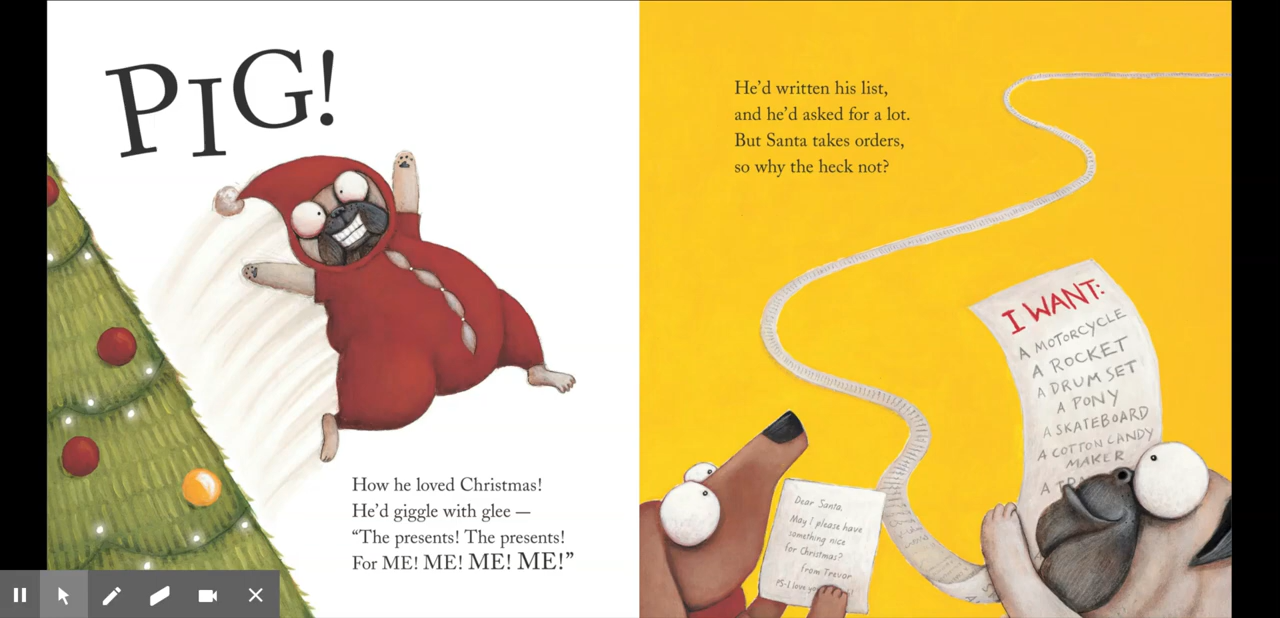 PIG!
How he loved Christmas!
He'd giggle with glee —
“The presents! The presents!
For ME! ME! ME! ME!”
He'd written his list,
and he'd asked for a lot.
But Santa takes orders,
so why the heck not?
I WANT:
A MOTORCYCLE
A ROCKET
A DRUM SET
A PONY
A SKATEBOARD
A COTTON CANDY
MAKER
A
Dear Santa,
May I please have
something nice
for Christmas?
from Trevor
PS-I love